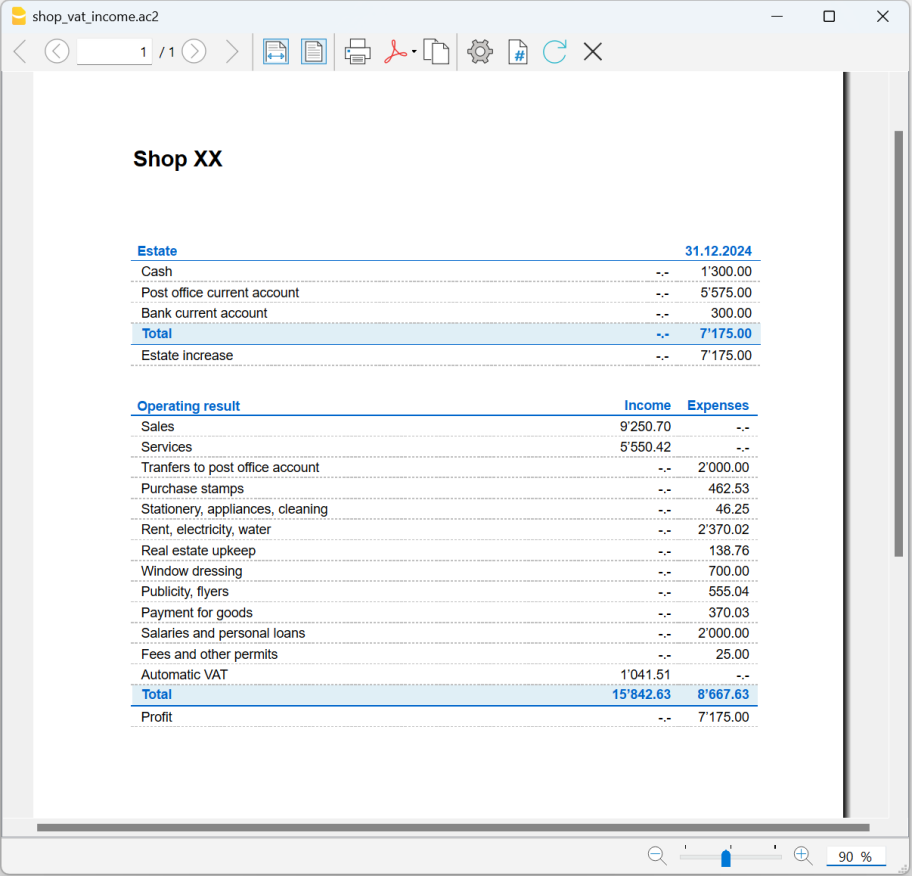 shop_vat_income.ac2
1 / 1
Shop XX
Estate 31.12.2024
Cash -.- 1'300.00
Post office current account -.- 5'575.00
Bank current account -.- 300.00
Total -.- 7'175.00
Estate increase -.- 7'175.00
Operating result Income Expenses
Sales 9'250.70 -.-
Services 5'550.42 -.-
Tranfers to post office account -.- 2'000.00
Purchase stamps -.- 462.53
Stationery, appliances, cleaning -.- 46.25
Rent, electricity, water -.- 2'370.02
Real estate upkeep -.- 138.76
Window dressing -.- 700.00
Publicity, flyers -.- 555.04
Payment for goods -.- 370.03
Salaries and personal loans -.- 2'000.00
Fees and other permits -.- 25.00
Automatic VAT 1'041.51 -.-
Total 15'842.63 8'667.63
Profit -.- 7'175.00
90 %